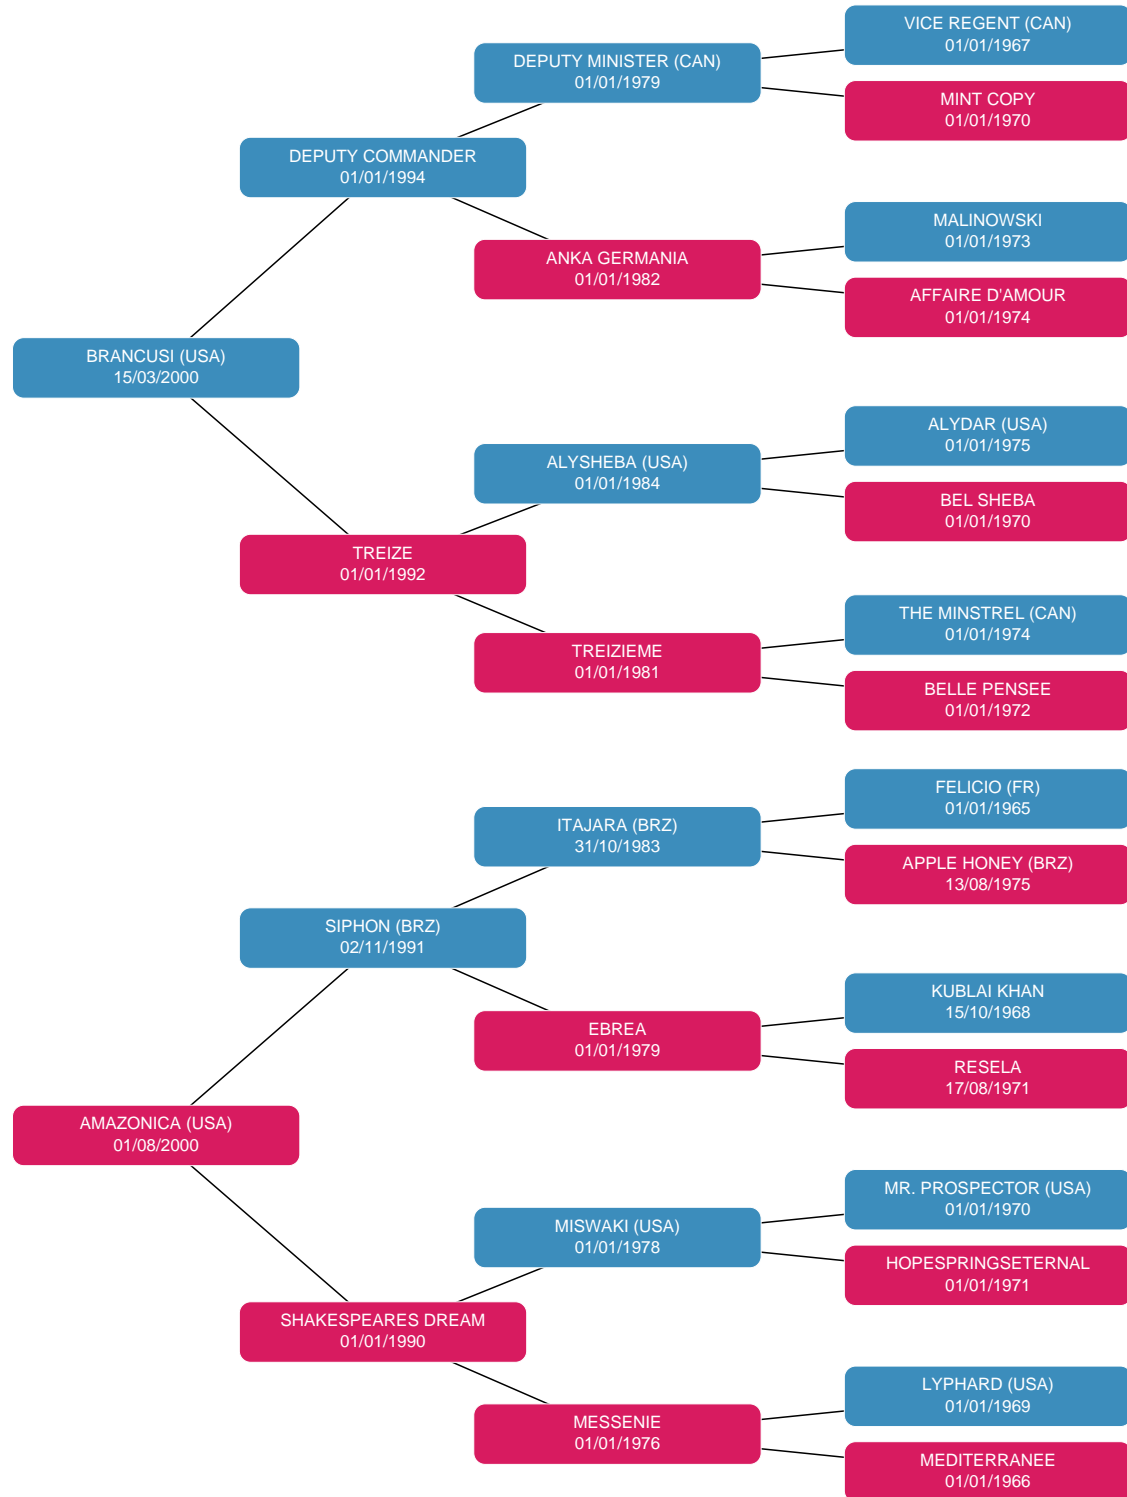 VICE REGENT (CAN)
01/01/1967
DEPUTY MINISTER (CAN)
01/01/1979
MINT COPY
01/01/1970
DEPUTY COMMANDER
01/01/1994
MALINOWSKI
01/01/1973
ANKA GERMANIA
01/01/1982
AFFAIRE D'AMOUR
01/01/1974
BRANCUSI (USA)
15/03/2000
ALYDAR (USA)
01/01/1975
ALYSHEBA (USA)
01/01/1984
BEL SHEBA
01/01/1970
TREIZE
01/01/1992
THE MINSTREL (CAN)
01/01/1974
TREIZIEME
01/01/1981
BELLE PENSEE
01/01/1972
FELICIO (FR)
01/01/1965
ITAJARA (BRZ)
31/10/1983
APPLE HONEY (BRZ)
13/08/1975
SIPHON (BRZ)
02/11/1991
KUBLAI KHAN
15/10/1968
EBREA
01/01/1979
RESELA
17/08/1971
AMAZONICA (USA)
01/08/2000
MR. PROSPECTOR (USA)
01/01/1970
MISWAKI (USA)
01/01/1978
HOPESPRINGSETERNAL
01/01/1971
SHAKESPEARES DREAM
01/01/1990
LYPHARD (USA)
01/01/1969
MESSENIE
01/01/1976
MEDITERRANEE
01/01/1966